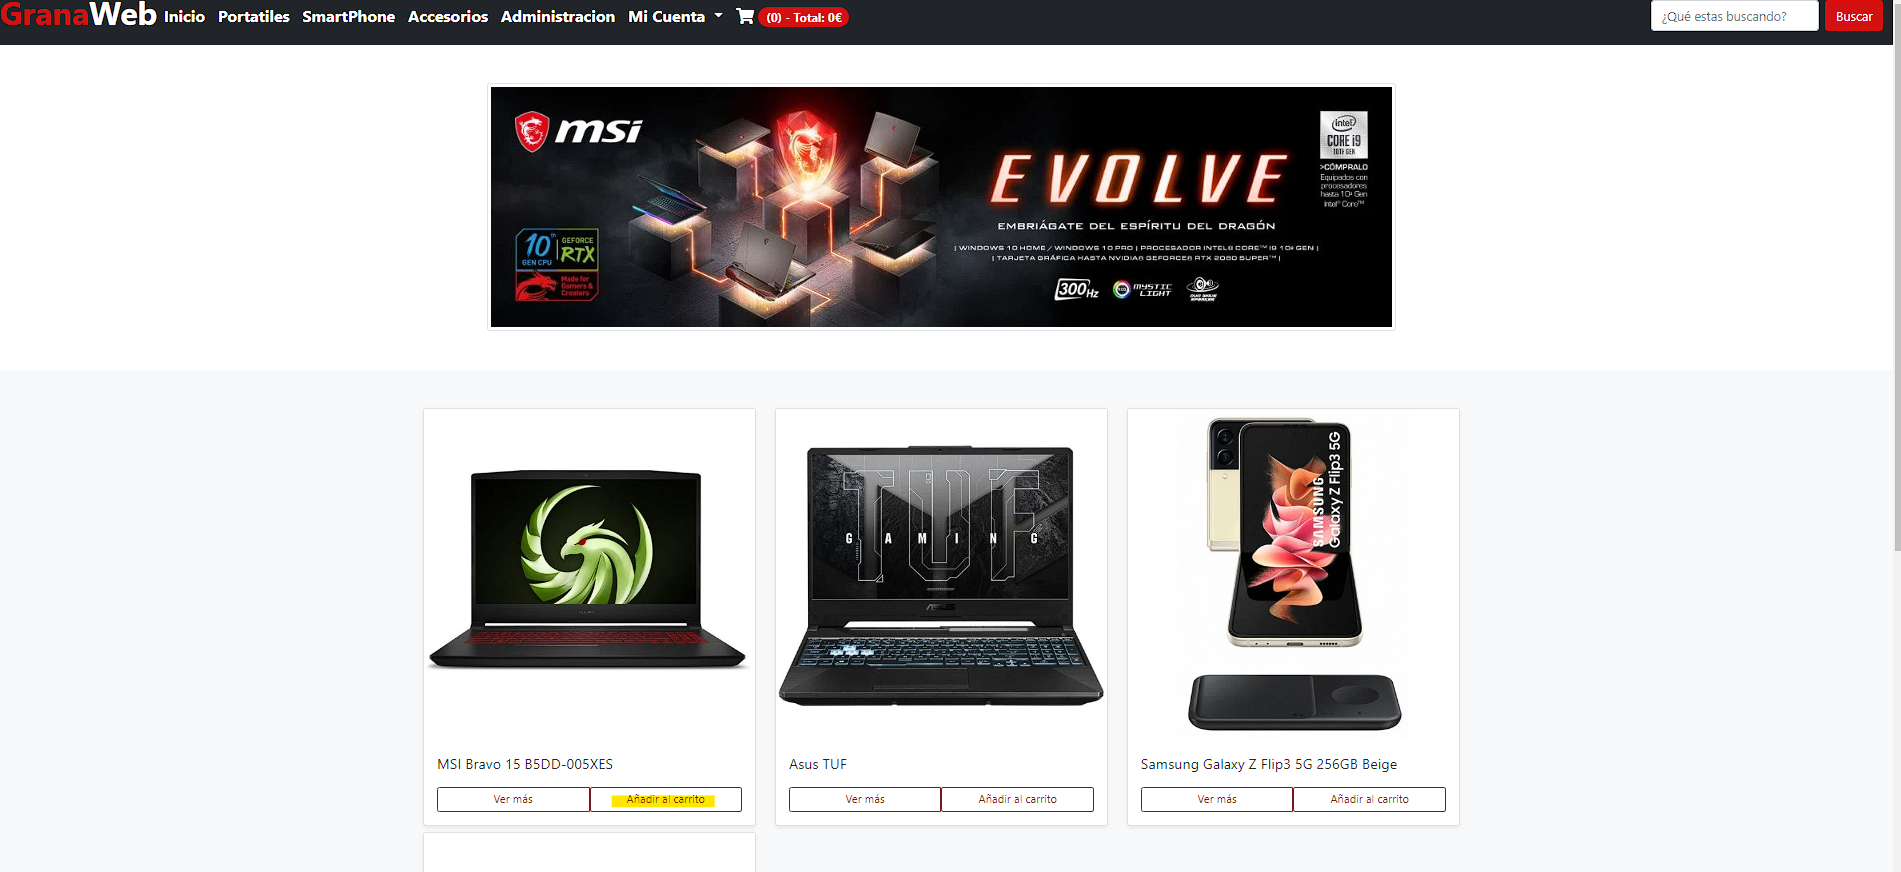 GranaWeb Inicio Portatiles SmartPhone Accesorios Administracion Mi Cuenta (0) - Total: 0€ ¿Qué estas buscando? Buscar
msi
intel
CORE i9
10TH GEN
>CÓMPRALO
Equipados con
procesadores
hasta 10ª Gen
Intel® Core™
EVOLVE
EMBRIÁGATE DEL ESPÍRITU DEL DRAGÓN
| WINDOWS 10 HOME / WINDOWS 10 PRO | PROCESADOR INTEL® CORE™ I9 10ª GEN |
| TARJETA GRÁFICA HASTA NVIDIA® GEFORCE® RTX 2080 SUPER™ |
10th GEN CPU
GEFORCE RTX
Made for
Gamers &
Creators
300Hz
MYSTIC LIGHT
DUO WAVE SPEAKER
TUF
GAMING
ASUS
SAMSUNG
Galaxy Z Flip3 5G
MSI Bravo 15 B5DD-005XES
Ver más Añadir al carrito
Asus TUF
Ver más Añadir al carrito
Samsung Galaxy Z Flip3 5G 256GB Beige
Ver más Añadir al carrito